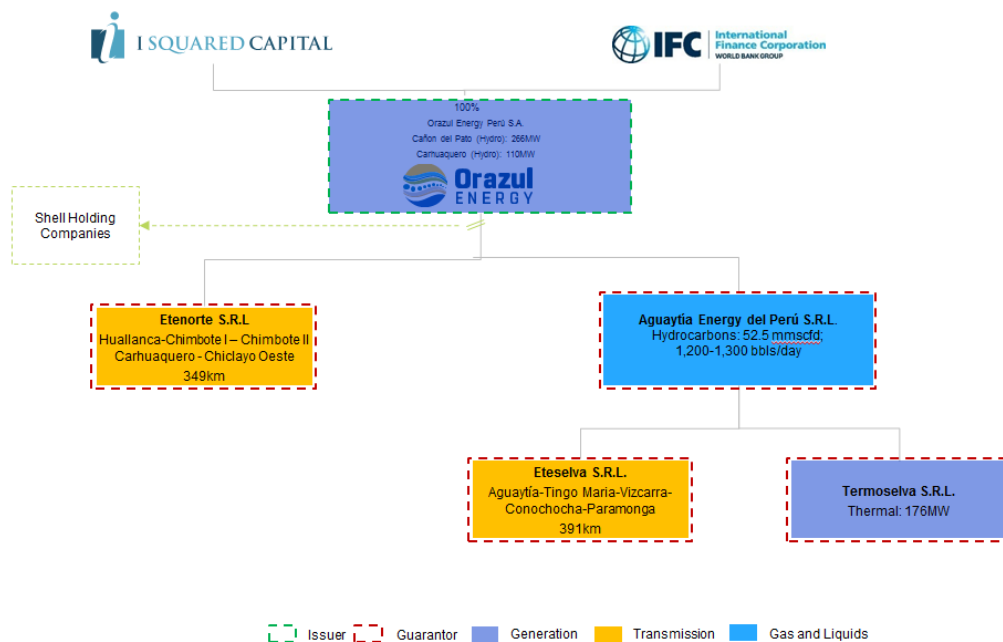 I SQUARED CAPITAL
IFC
International
Finance Corporation
WORLD BANK GROUP
100%
Orazul Energy Perú S.A.
Cañon del Pato (Hydro): 266MW
Carhuaquero (Hydro): 110MW
Orazul
ENERGY
Shell Holding
Companies
Etenorte S.R.L
Huallanca-Chimbote I – Chimbote II
Carhuaquero - Chiclayo Oeste
349km
Aguaytía Energy del Perú S.R.L.
Hydrocarbons: 52.5 mmscfd;
1,200-1,300 bbls/day
Eteselva S.R.L.
Aguaytía-Tingo Maria-Vizcarra-
Conochocha-Paramonga
391km
Termoselva S.R.L.
Thermal: 176MW
Issuer
Guarantor
Generation
Transmission
Gas and Liquids